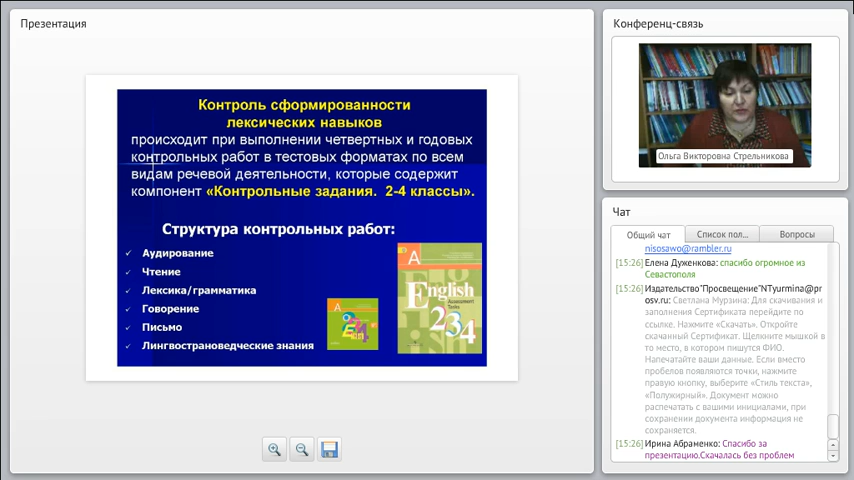 Презентация
Контроль сформированности
лексических навыков
происходит при выполнении четвертных и годовых
контрольных работ в тестовых форматах по всем
видам речевой деятельности, которые содержит
компонент «Контрольные задания. 2-4 классы».
Структура контрольных работ:
Аудирование
Чтение
Лексика/грамматика
Говорение
Письмо
Лингвострановедческие знания
A
234
A
English
Assessment
Tasks
234
Конференц-связь
Ольга Викторовна Стрельникова
Чат
Общий чат
Список пол...
Вопросы
nisosawo@rambler.ru
[15:26] Елена Дуженкова: спасибо огромное из
Севастополя
[15:26] Издательство"Просвещение"NTyurmina@pr
osv.ru: Светлана Мурзина: Для скачивания и
заполнения Сертификата перейдите по
ссылке. Нажмите «Скачать». Откройте
скачанный Сертификат. Щелкните мышкой в
то место, в котором пишутся ФИО.
Напечатайте ваши данные. Если вместо
пробелов появляются точки, нажмите
правую кнопку, выберите «Стиль текста»,
«Полужирный». Документ можно
распечатать с вашими инициалами, при
сохранении документа информация не
сохраняется.
[15:26] Ирина Абраменко: Спасибо за
презентацию.Скачалась без проблем